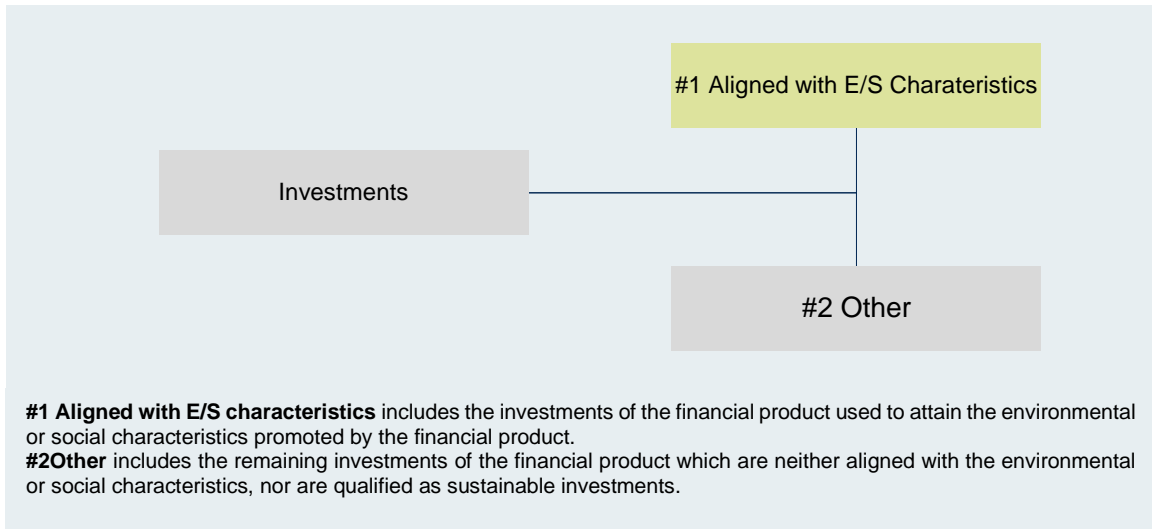 #1 Aligned with E/S Charateristics
Investments
#2 Other
#1 Aligned with E/S characteristics includes the investments of the financial product used to attain the environmental
or social characteristics promoted by the financial product.
#2Other includes the remaining investments of the financial product which are neither aligned with the environmental
or social characteristics, nor are qualified as sustainable investments.